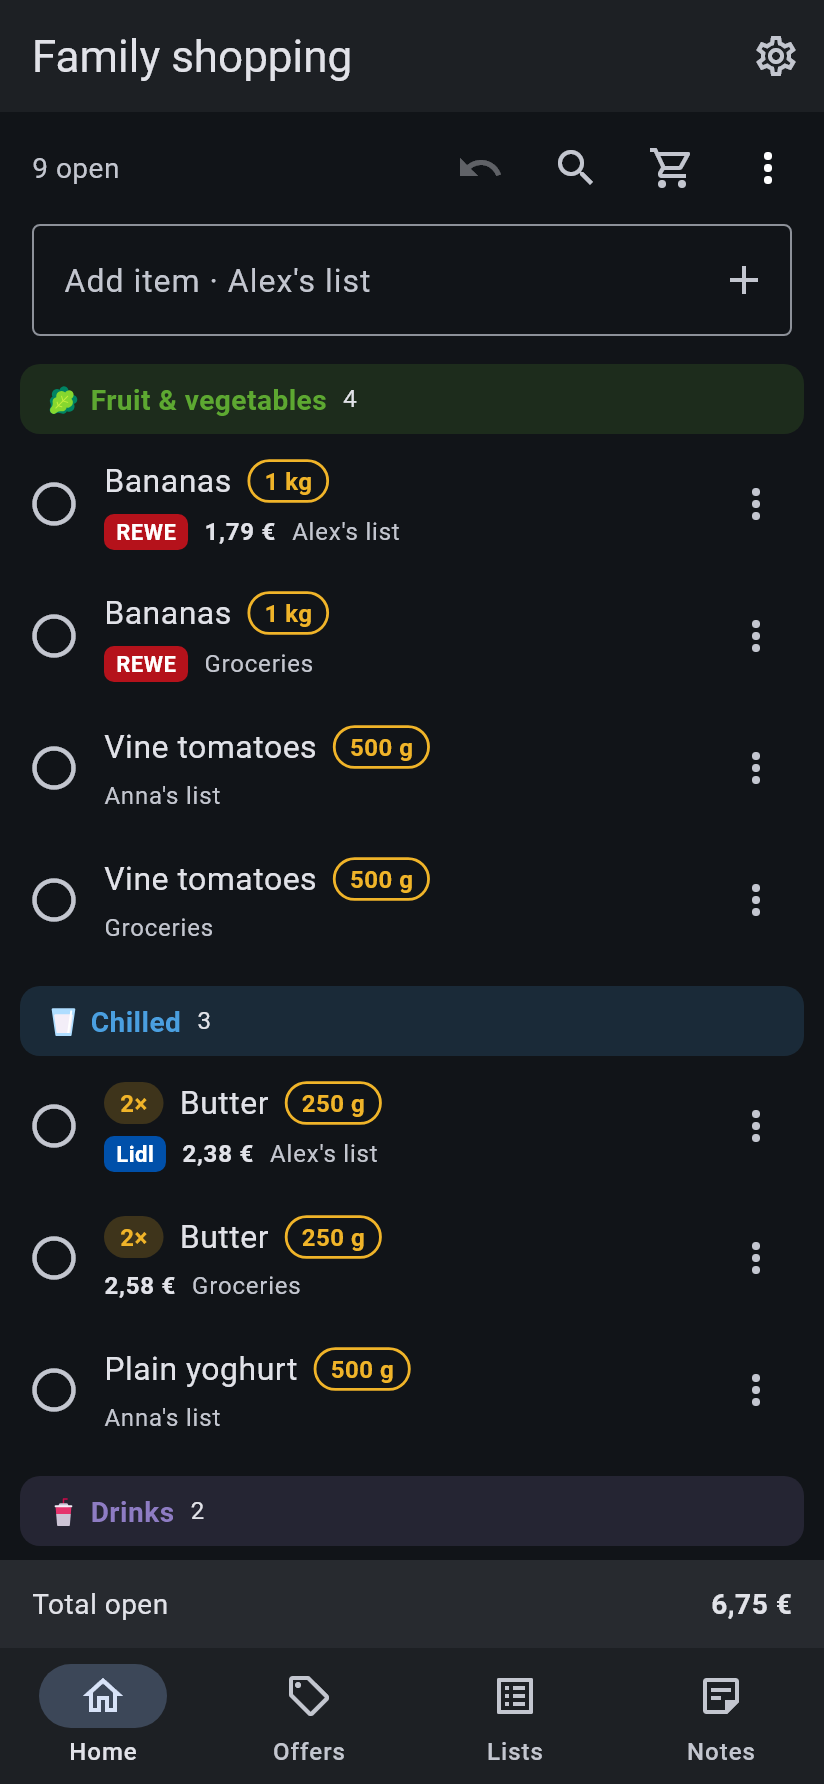 Family shopping
9 open
Add item · Alex's list
Fruit & vegetables 4
Bananas 1 kg
REWE 1,79 € Alex's list
Bananas 1 kg
REWE Groceries
Vine tomatoes 500 g
Anna's list
Vine tomatoes 500 g
Groceries
Chilled 3
2× Butter 250 g
Lidl 2,38 € Alex's list
2× Butter 250 g
2,58 € Groceries
Plain yoghurt 500 g
Anna's list
Drinks 2
Total open 6,75 €
Home Offers Lists Notes